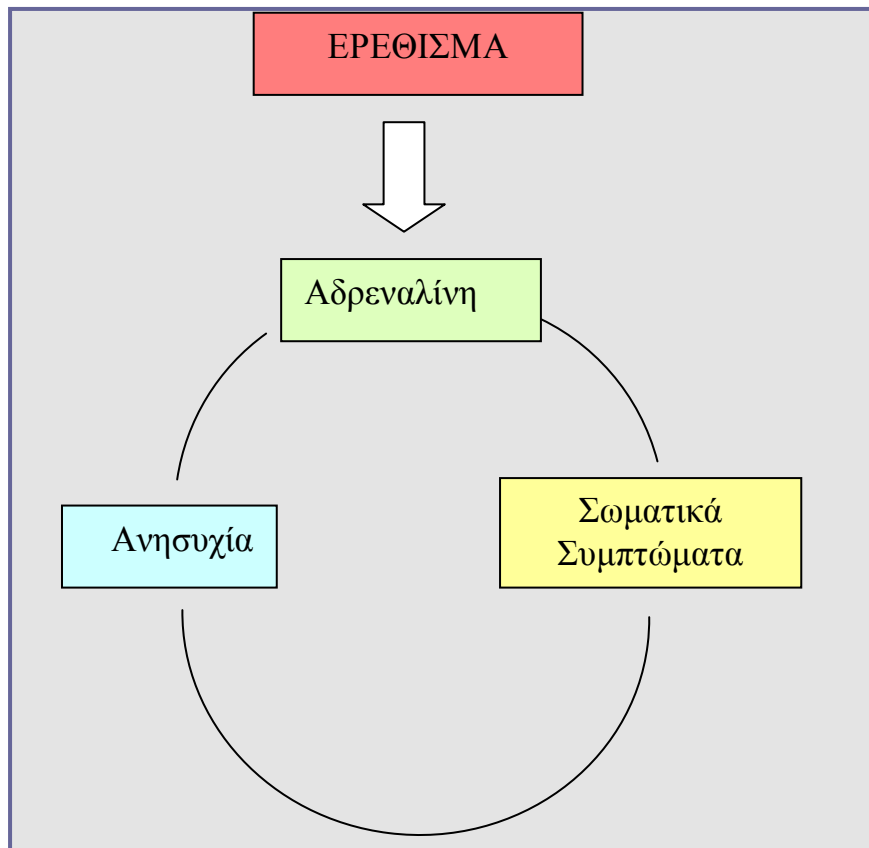 ΕΡΕΘΙΣΜΑ
Αδρεναλίνη
Ανησυχία
Σωματικά
Συμπτώματα